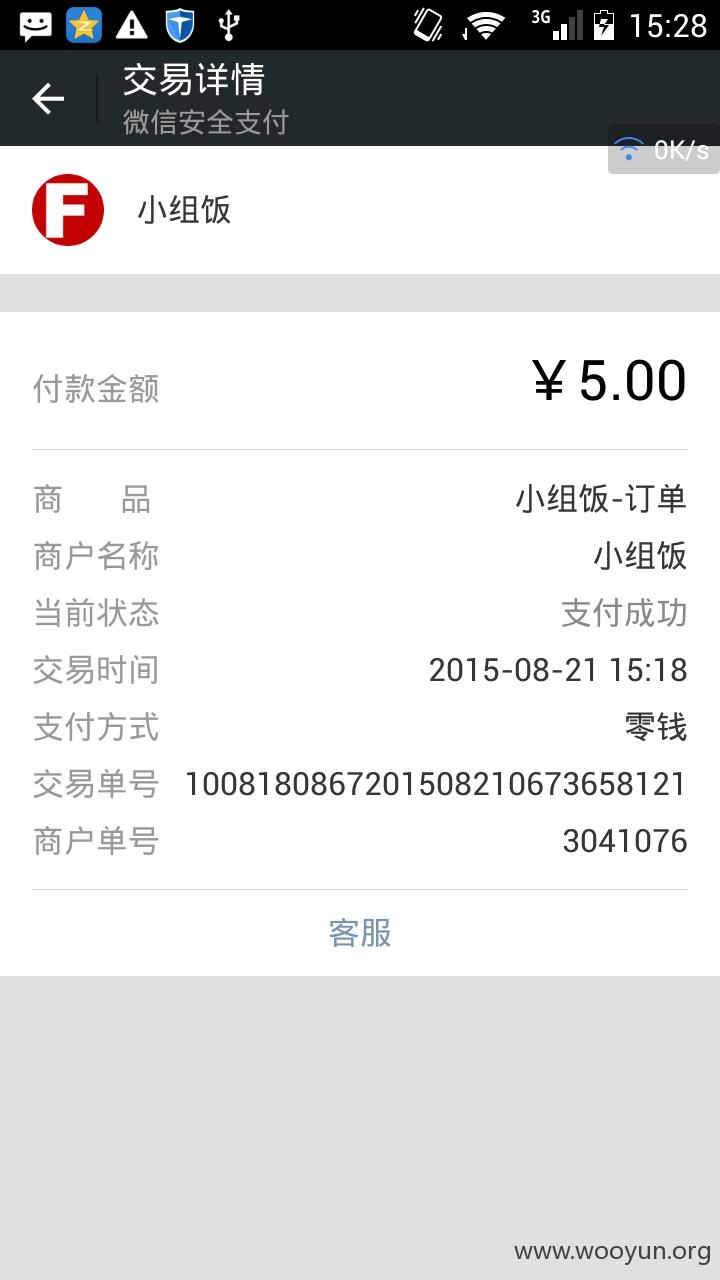 3G 15:28
交易详情
微信安全支付
0K/s
F 小组饭
付款金额 ¥5.00
商 品 小组饭-订单
商户名称 小组饭
当前状态 支付成功
交易时间 2015-08-21 15:18
支付方式 零钱
交易单号 1008180867201508210673658121
商户单号 3041076
客服
www.wooyun.org